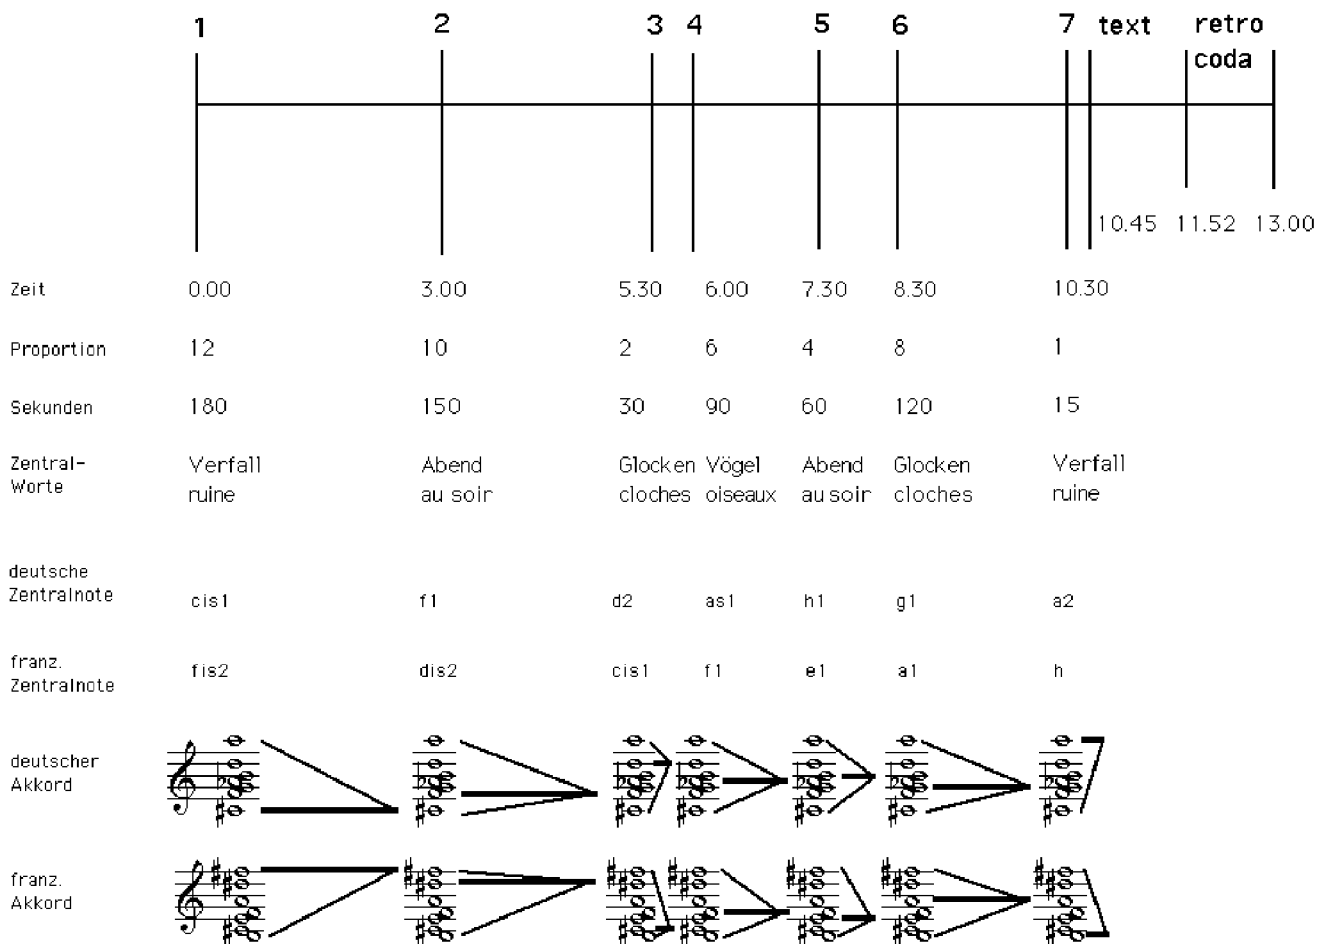 1 2 3 4 5 6 7 text retro
coda
10.45 11.52 13.00
Zeit 0.00 3.00 5.30 6.00 7.30 8.30 10.30
Proportion 12 10 2 6 4 8 1
Sekunden 180 150 30 90 60 120 15
Zentral- Verfall Abend Glocken Vögel Abend Glocken Verfall
Worte ruine au soir cloches oiseaux au soir cloches ruine
deutsche
Zentralnote cis1 f1 d2 as1 h1 g1 a2
franz.
Zentralnote fis2 dis2 cis1 f1 e1 a1 h
deutscher
Akkord
franz.
Akkord